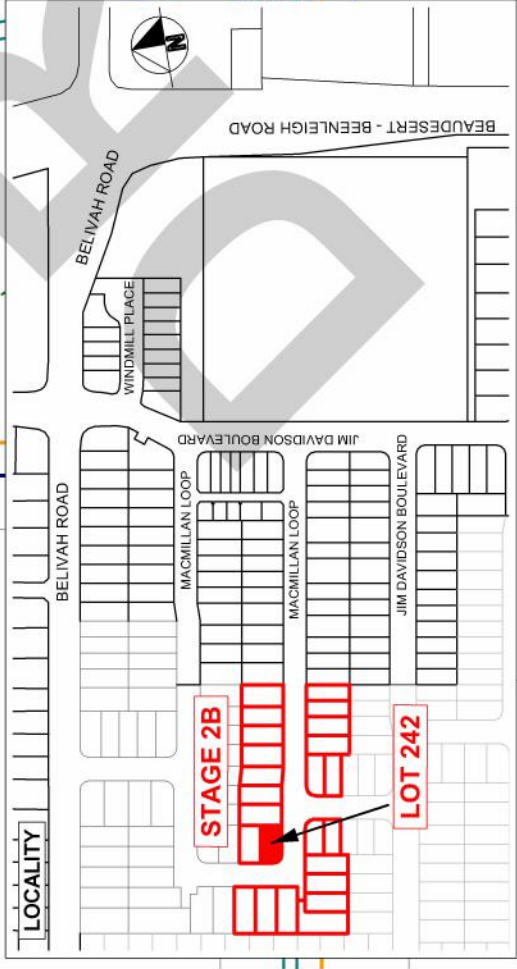 N
BEAUDESERT - BEENLEIGH ROAD
BELIVAH ROAD
WINDMILL PLACE
JIM DAVIDSON BOULEVARD
BELIVAH ROAD
MACMILLAN LOOP
MACMILLAN LOOP
JIM DAVIDSON BOULEVARD
STAGE 2B
LOT 242
LOCALITY